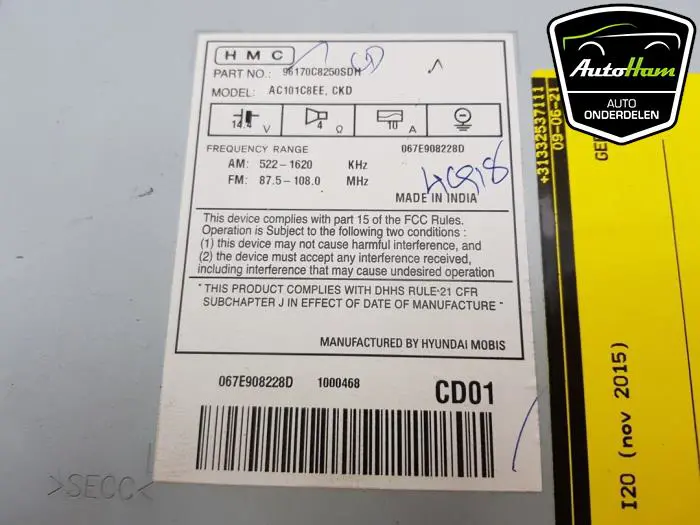 HMC
PART NO.: 96170C8250SDH
MODEL: AC101C8EE, CKD
14.4 V 4 Ω 10 A
FREQUENCY RANGE 067E908228D
AM: 522-1620 KHz
FM: 87.5-108.0 MHz
MADE IN INDIA
This device complies with part 15 of the FCC Rules.
Operation is Subject to the following two conditions :
(1) this device may not cause harmful interference, and
(2) the device must accept any interference received,
including interference that may cause undesired operation
" THIS PRODUCT COMPLIES WITH DHHS RULE-21 CFR
SUBCHAPTER J IN EFFECT OF DATE OF MANUFACTURE "
MANUFACTURED BY HYUNDAI MOBIS
067E908228D 1000468 CD01
>SECC<
AutoHam
AUTO
ONDERDELEN
+31332537111
09-06-21
I20 (nov 2015)